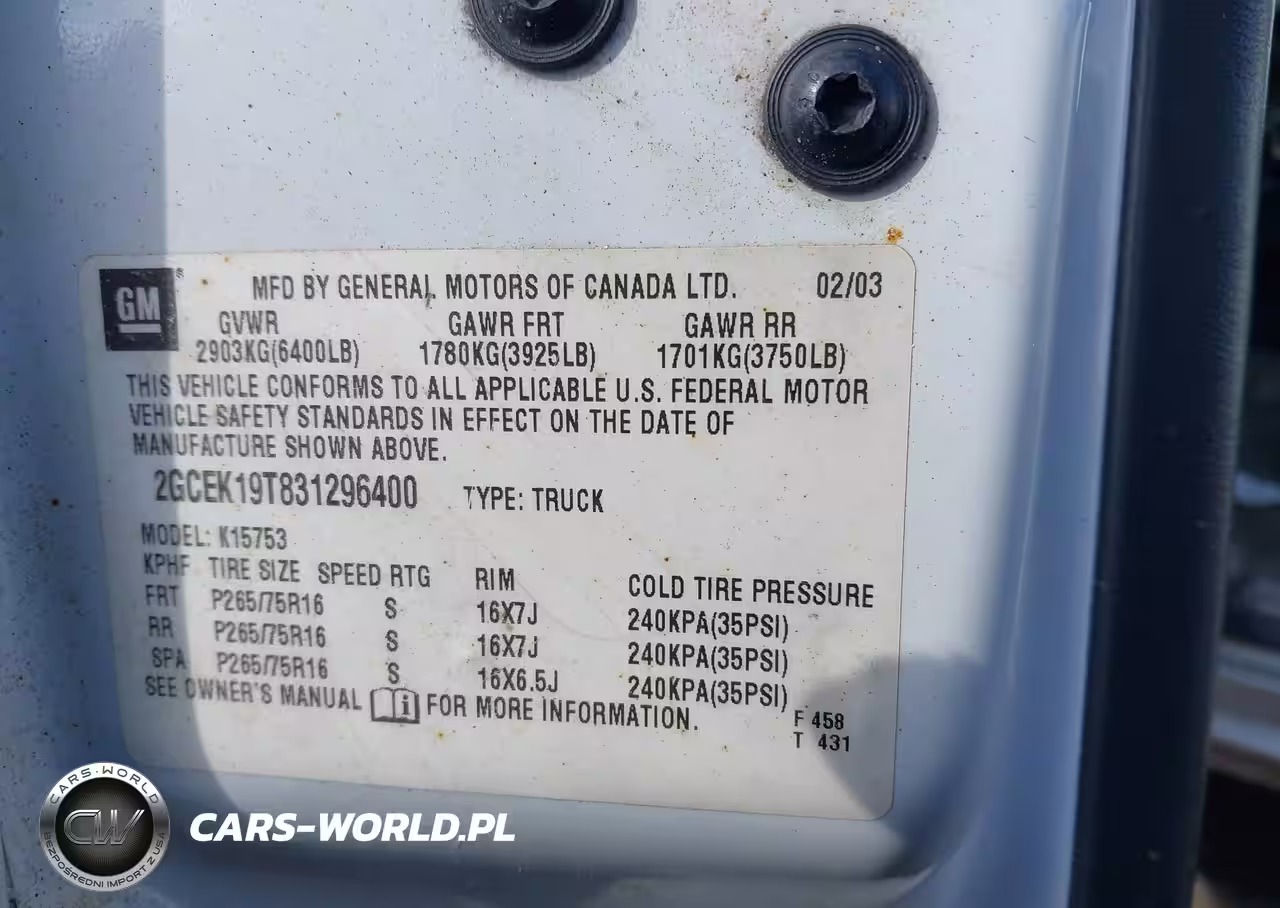 GM
MFD BY GENERAL MOTORS OF CANADA LTD. 02/03
GVWR GAWR FRT GAWR RR
2903KG(6400LB) 1780KG(3925LB) 1701KG(3750LB)
THIS VEHICLE CONFORMS TO ALL APPLICABLE U.S. FEDERAL MOTOR
VEHICLE SAFETY STANDARDS IN EFFECT ON THE DATE OF
MANUFACTURE SHOWN ABOVE.
2GCEK19T831296400 TYPE: TRUCK
MODEL: K15753
KPHF TIRE SIZE SPEED RTG RIM COLD TIRE PRESSURE
FRT P265/75R16 S 16X7J 240KPA(35PSI)
RR P265/75R16 S 16X7J 240KPA(35PSI)
SPA P265/75R16 S 16X6.5J 240KPA(35PSI)
SEE OWNER'S MANUAL i FOR MORE INFORMATION.
F 458
T 431
CARS-WORLD
CW
BEZPOŚREDNI IMPORT Z USA
CARS-WORLD.PL